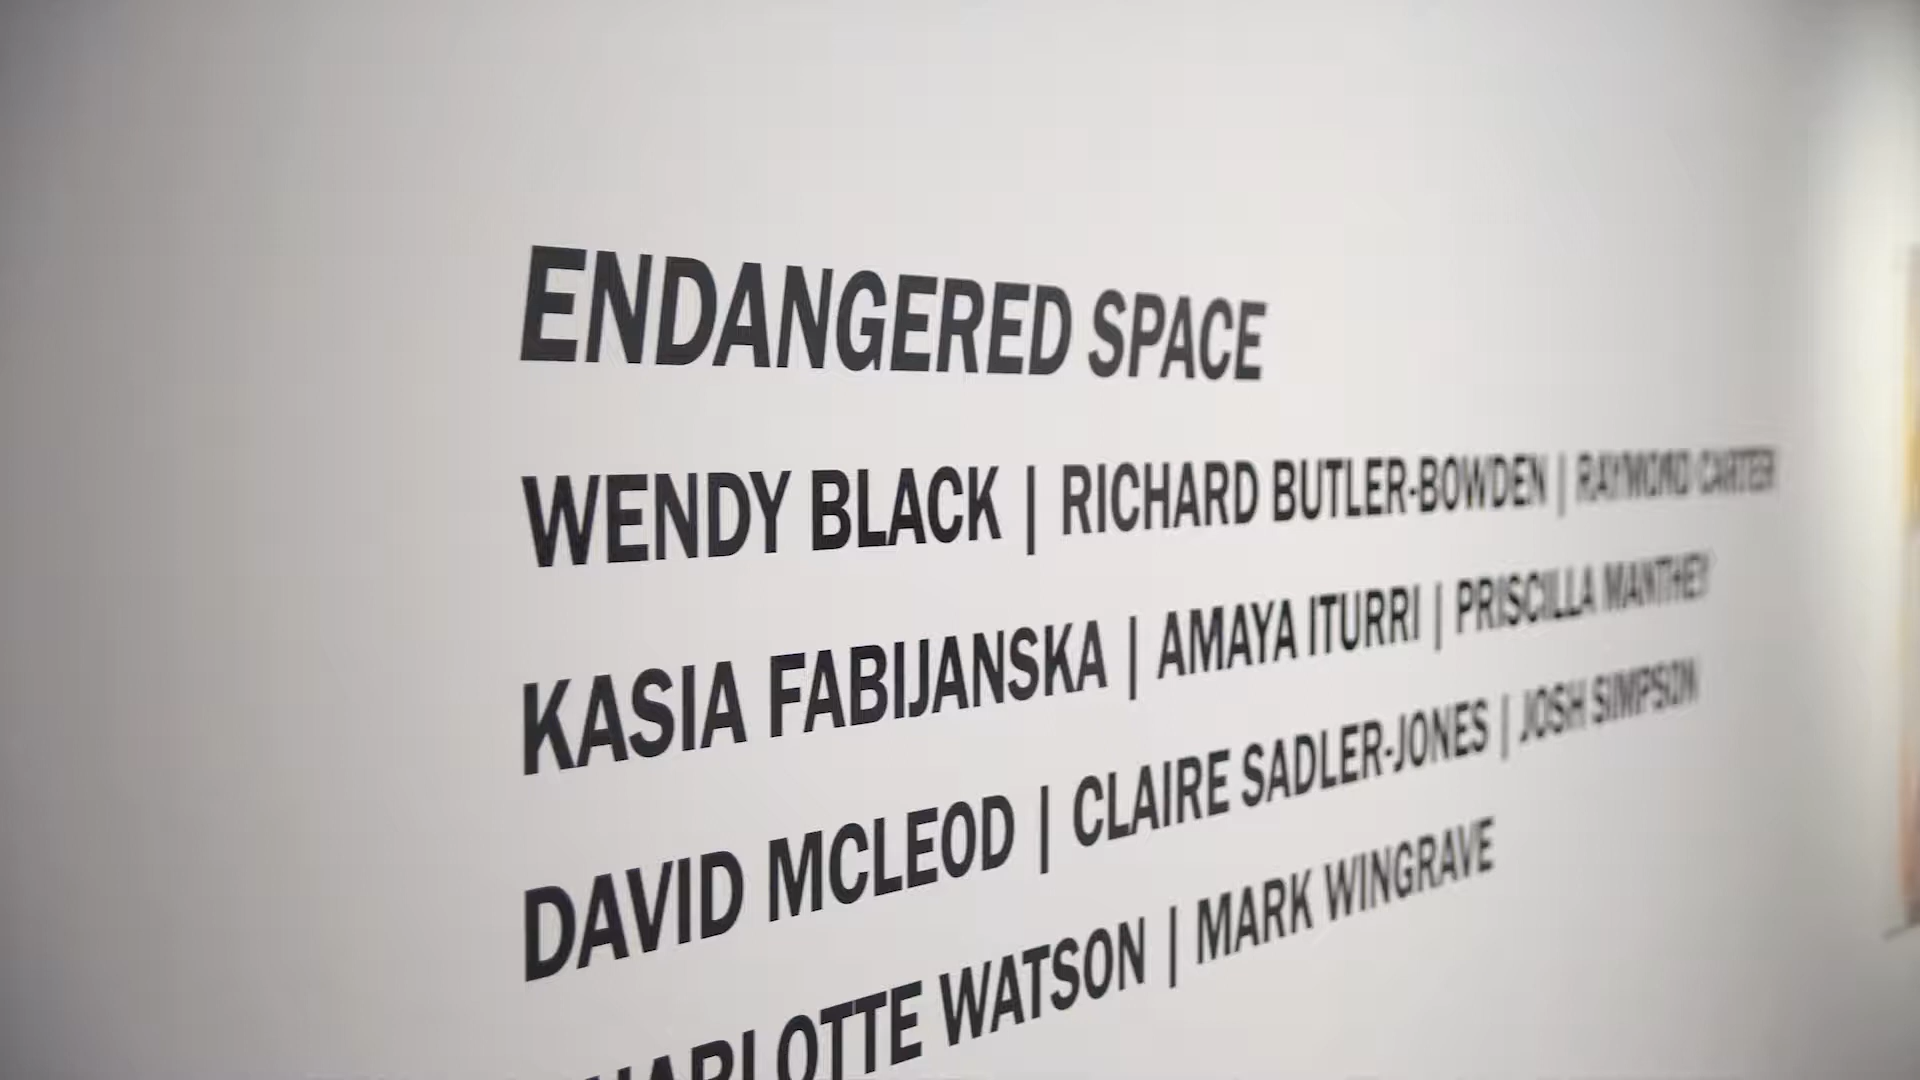 ENDANGERED SPACE
WENDY BLACK | RICHARD BUTLER-BOWDEN | RAYMOND CARTER
KASIA FABIJANSKA | AMAYA ITURRI | PRISCILLA MANTHEY
DAVID MCLEOD | CLAIRE SADLER-JONES | JOSH SIMPSON
CHARLOTTE WATSON | MARK WINGRAVE